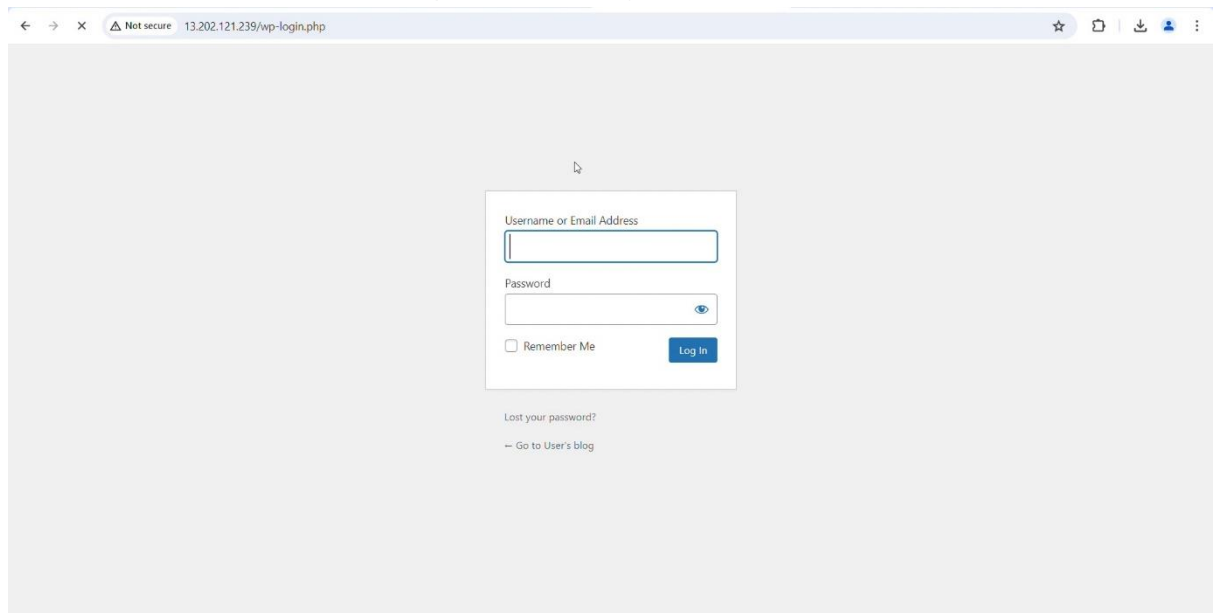 Not secure 13.202.121.239/wp-login.php
Username or Email Address
Password
Remember Me
Log In
Lost your password?
← Go to User's blog